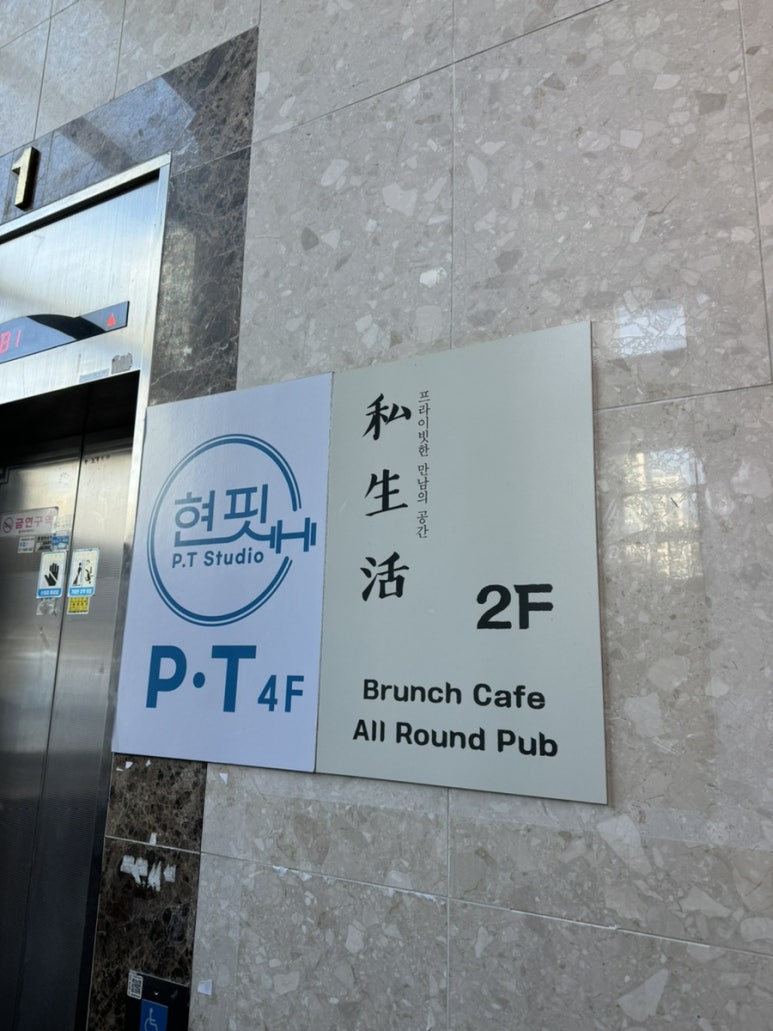 1
현핏
P.T Studio
P·T 4F
私生活
프라이빗한 만남의 공간
2F
Brunch Cafe
All Round Pub
금연구역